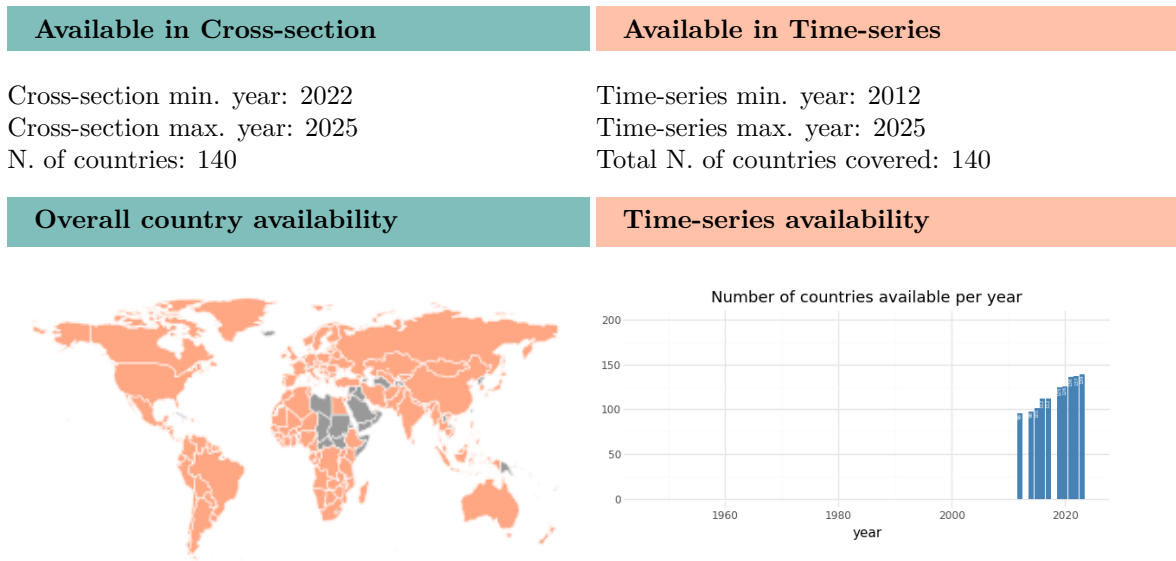 Available in Cross-section
Cross-section min. year: 2022
Cross-section max. year: 2025
N. of countries: 140
Available in Time-series
Time-series min. year: 2012
Time-series max. year: 2025
Total N. of countries covered: 140
Overall country availability
Time-series availability
Number of countries available per year
200
150
100
50
0
1960 1980 2000 2020
year